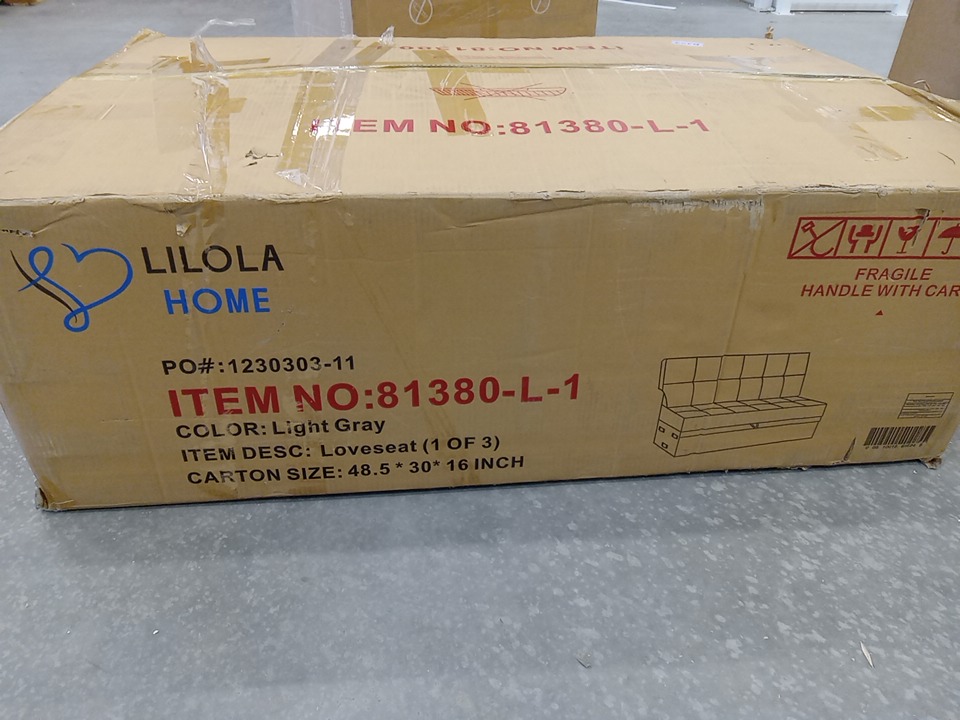 ITEM NO:81380-L-1
LILOLA
HOME
FRAGILE
HANDLE WITH CAR
PO#:1230303-11
ITEM NO:81380-L-1
COLOR: Light Gray
ITEM DESC: Loveseat (1 OF 3)
CARTON SIZE: 48.5 * 30* 16 INCH